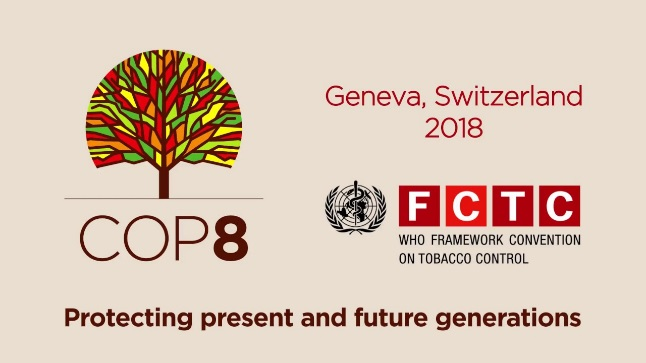 Geneva, Switzerland
2018
COP8
FCTC
WHO FRAMEWORK CONVENTION
ON TOBACCO CONTROL
Protecting present and future generations